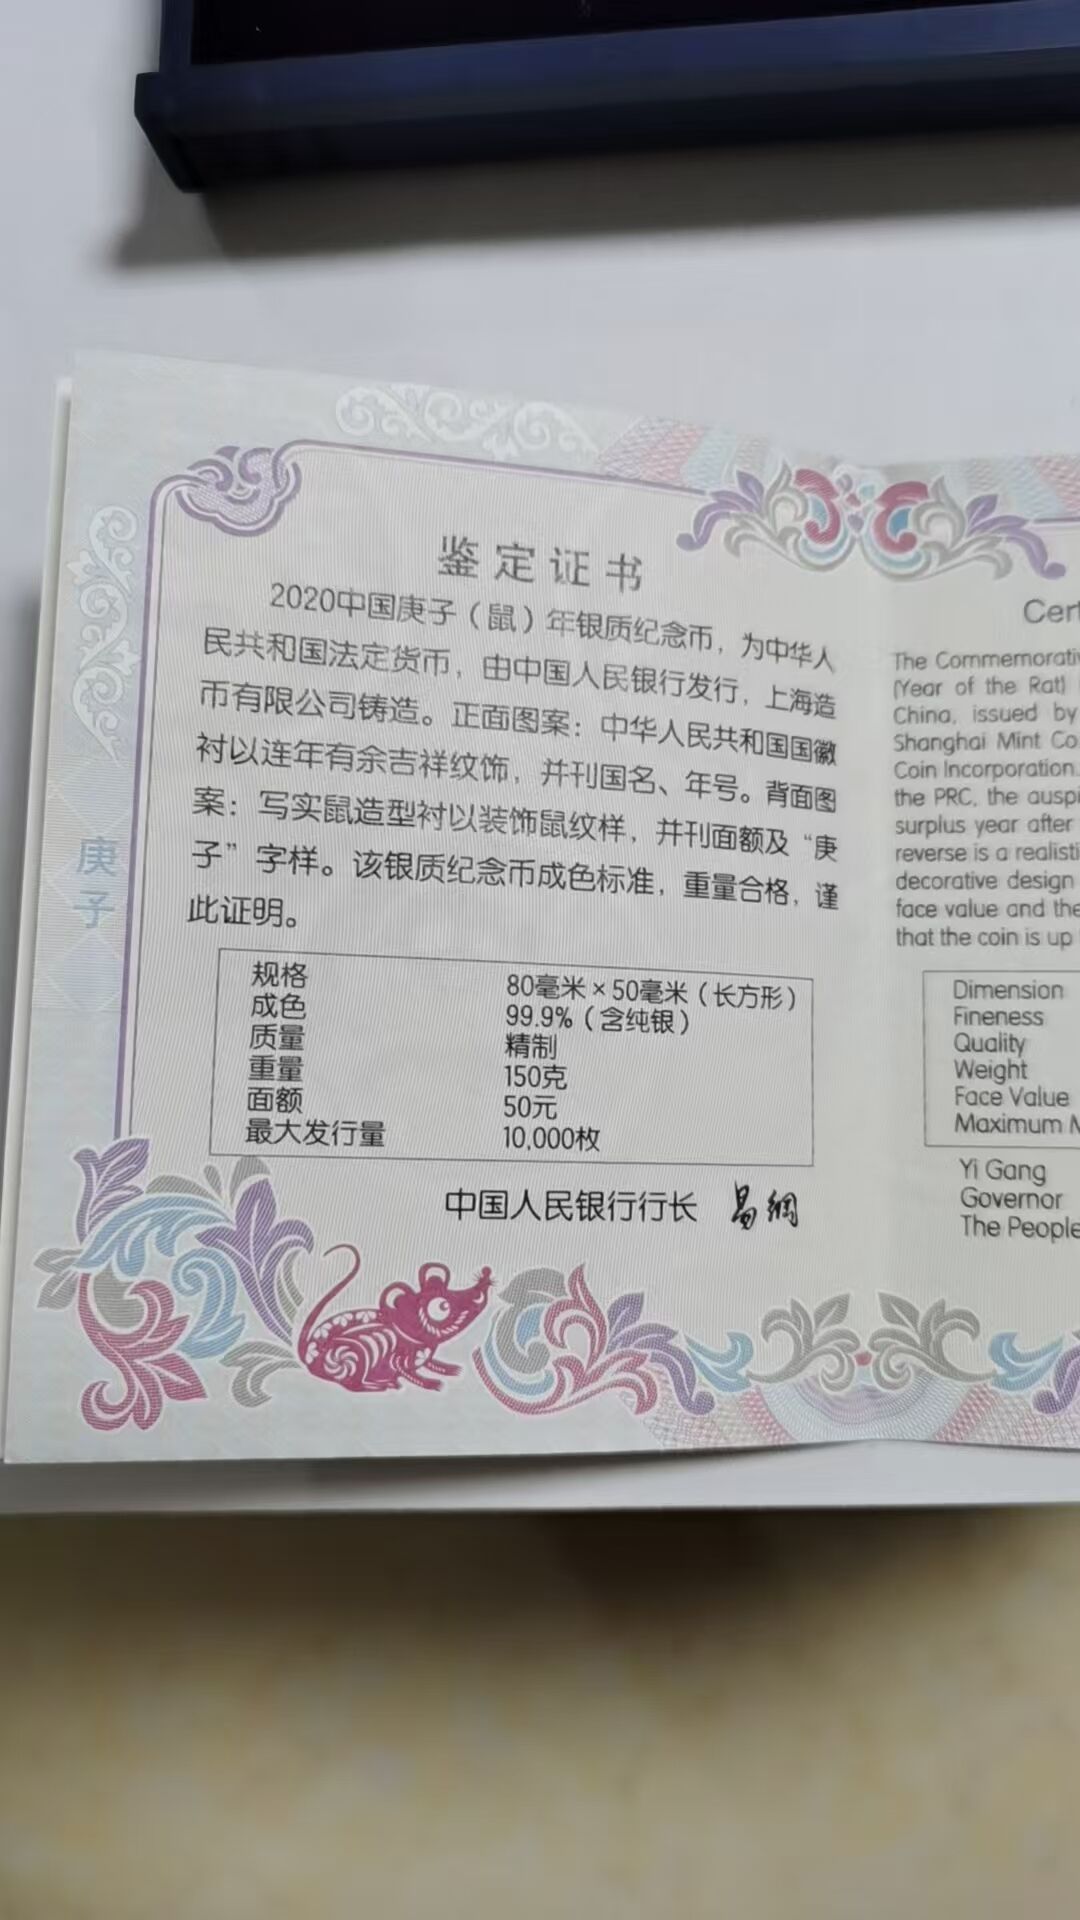 鉴定证书
2020中国庚子（鼠）年银质纪念币，为中华人
民共和国法定货币，由中国人民银行发行，上海造
币有限公司铸造。正面图案：中华人民共和国国徽
衬以连年有余吉祥纹饰，并刊国名、年号。背面图
案：写实鼠造型衬以装饰鼠纹样，并刊面额及“庚
子”字样。该银质纪念币成色标准，重量合格，谨
此证明。
规格 80毫米×50毫米（长方形）
成色 99.9%（含纯银）
质量 精制
重量 150克
面额 50元
最大发行量 10,000枚
中国人民银行行长 易纲
庚
子
The
(Year of the Rat)
China, issued by
Shanghai Mint Co
Coin Incorporation.
the PRC, the
surplus year after
reverse is a
decorative design
face value and the
that the coin is up
Dimension
Fineness
Quality
Weight
Face Value
Maximum
Yi Gang
Governor
The